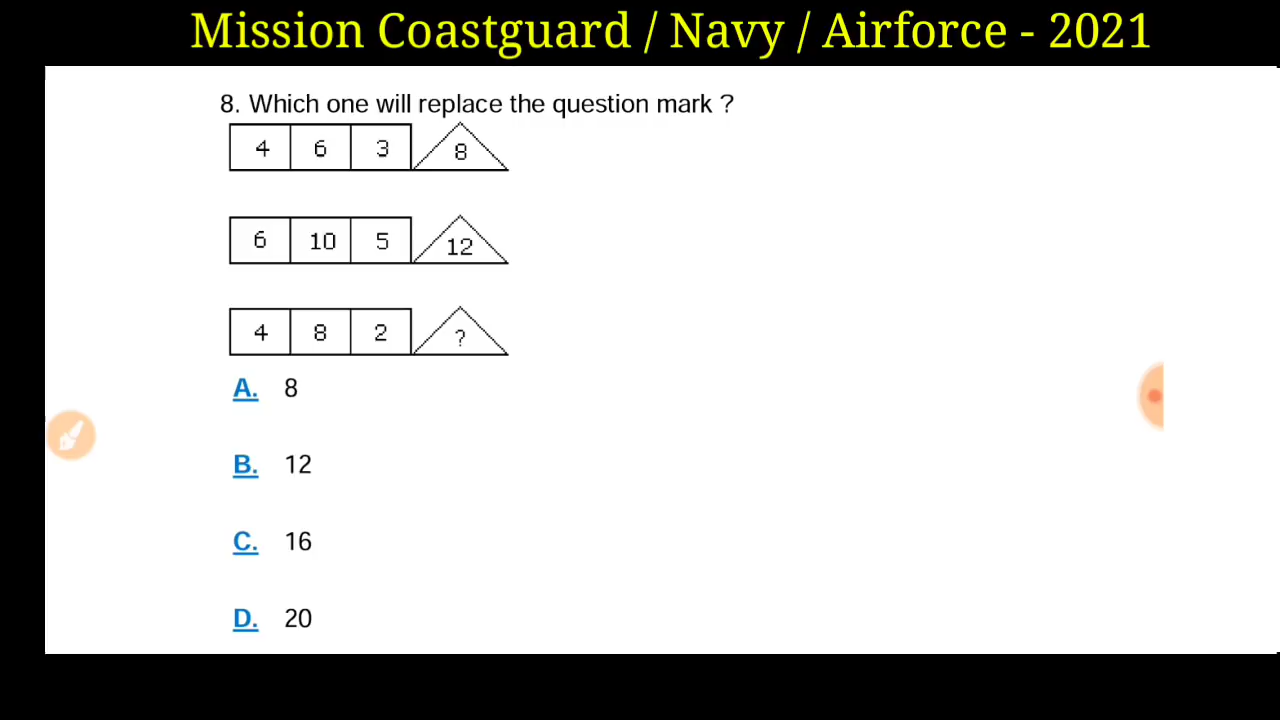 Mission Coastguard / Navy / Airforce - 2021
8. Which one will replace the question mark ?
4 6 3 8
6 10 5 12
4 8 2 ?
A. 8
B. 12
C. 16
D. 20